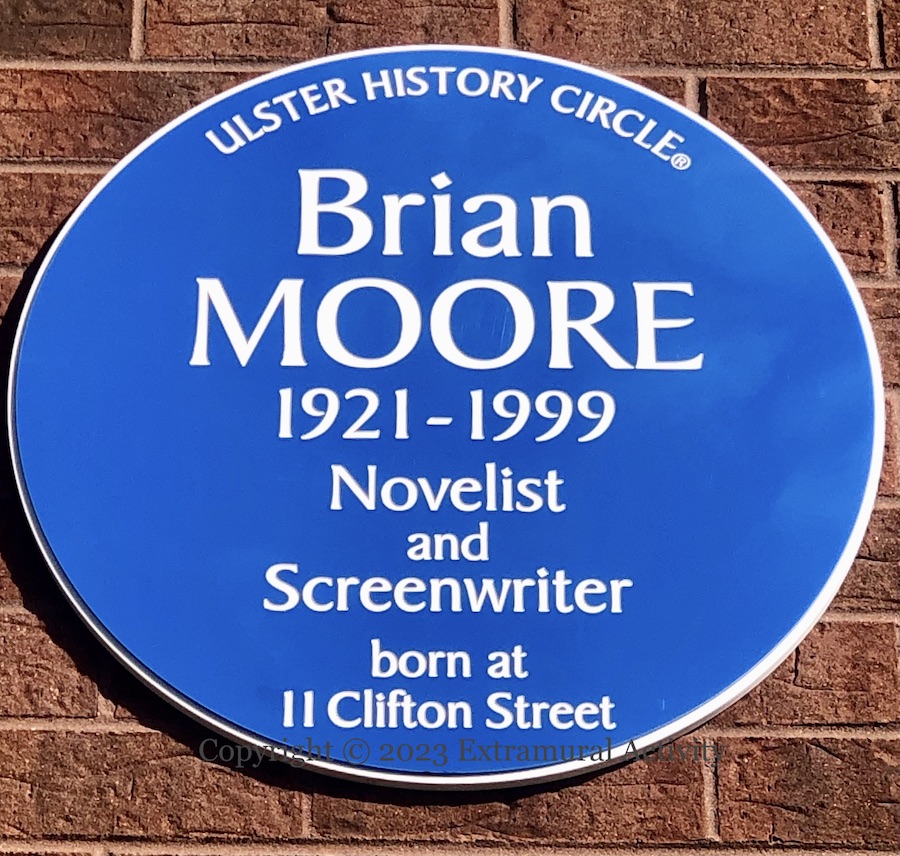 ULSTER HISTORY CIRCLE®
Brian
MOORE
1921-1999
Novelist
and
Screenwriter
born at
11 Clifton Street
Copyright © 2023 Extramural Activity